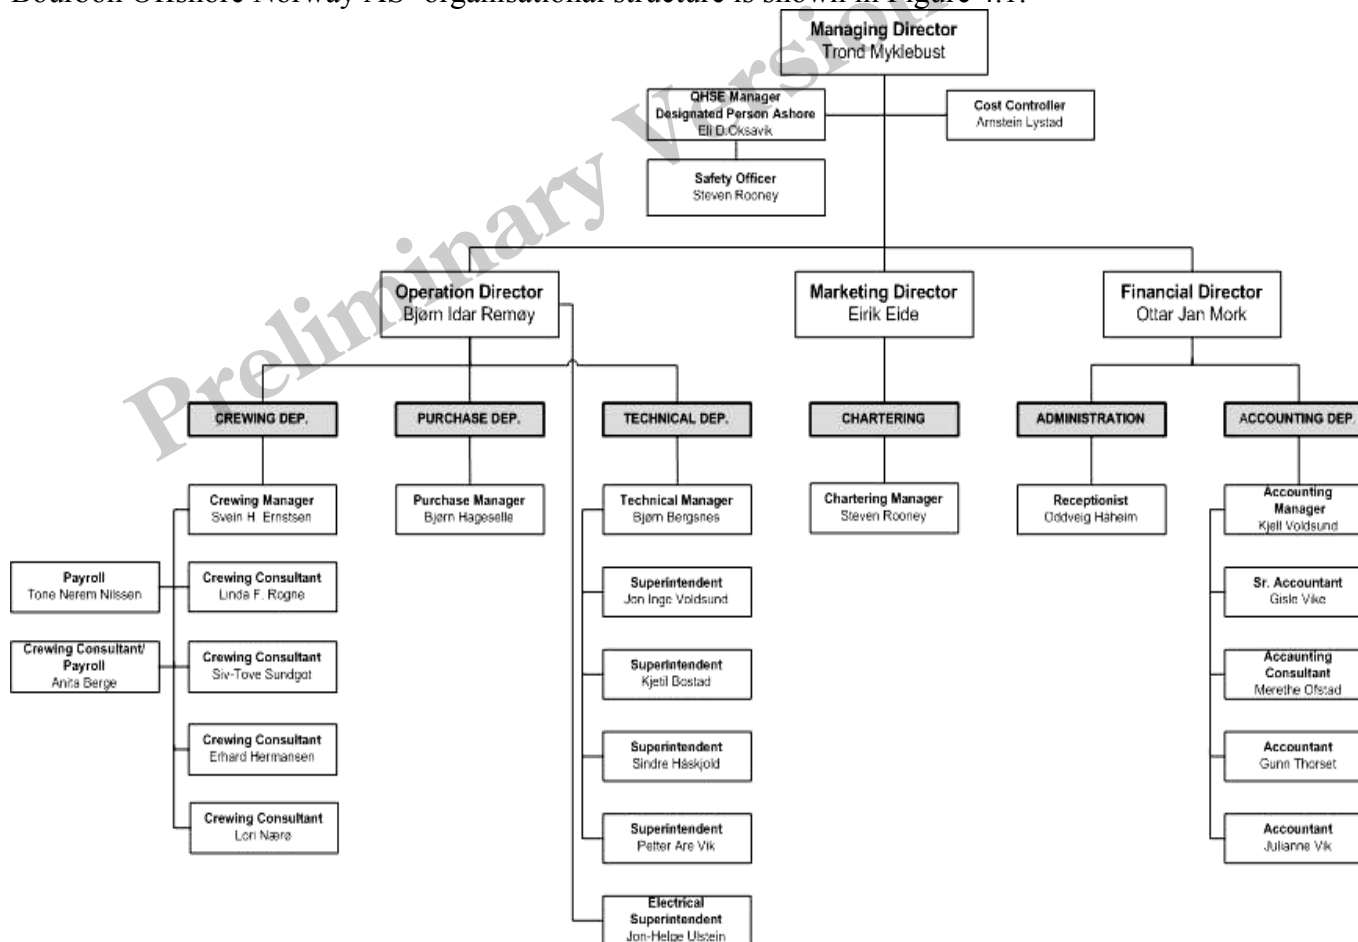 Bourbon Offshore Norway AS' organisational structure is shown in Figure 4.1.
Preliminary Version
Managing Director
Trond Myklebust
QHSE Manager
Designated Person Ashore
Eli D.Oksavik
Cost Controller
Arnstein Lystad
Safety Officer
Steven Rooney
Operation Director
Bjørn Idar Remøy
Marketing Director
Eirik Eide
Financial Director
Ottar Jan Mork
CREWING DEP.
PURCHASE DEP.
TECHNICAL DEP.
CHARTERING
ADMINISTRATION
ACCOUNTING DEP.
Crewing Manager
Svein H. Ernstsen
Purchase Manager
Bjørn Hageselle
Technical Manager
Bjørn Bergsnes
Chartering Manager
Steven Rooney
Receptionist
Oddveig Håheim
Accounting
Manager
Kjell Voldsund
Payroll
Tone Nerem Nilssen
Crewing Consultant
Linda F. Rogne
Superintendent
Jon Inge Voldsund
Sr. Accountant
Gisle Vike
Crewing Consultant/
Payroll
Anita Berge
Crewing Consultant
Siv-Tove Sundgot
Superintendent
Kjetil Bostad
Accounting
Consultant
Merethe Ofstad
Crewing Consultant
Erhard Hermansen
Superintendent
Sindre Håskjold
Accountant
Gunn Thorset
Crewing Consultant
Lori Nærø
Superintendent
Petter Are Vik
Accountant
Julianne Vik
Electrical
Superintendent
Jon-Helge Ulstein